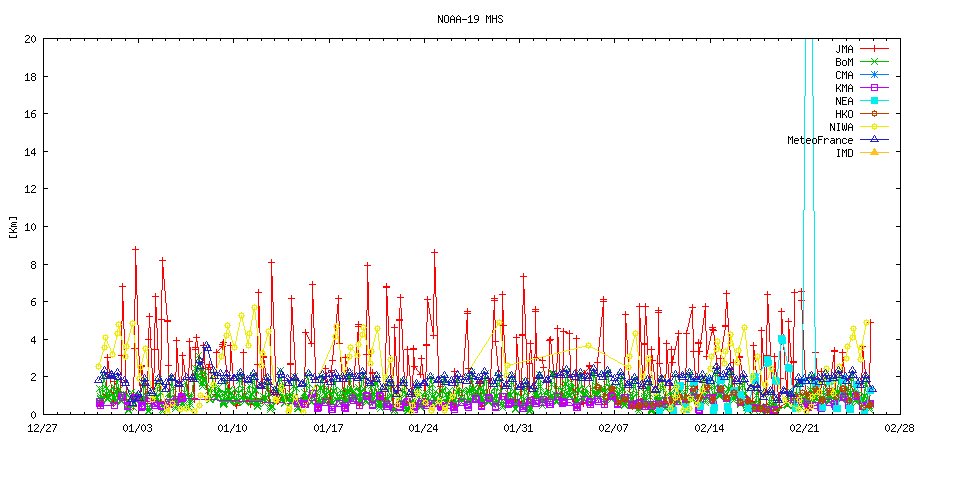 NOAA-19 MHS
20
18
16
14
12
10
8
6
4
2
0
[Km]
JMA
BoM
CMA
KMA
NEA
HKO
NIWA
MeteoFrance
IMD
12/27 01/03 01/10 01/17 01/24 01/31 02/07 02/14 02/21 02/28